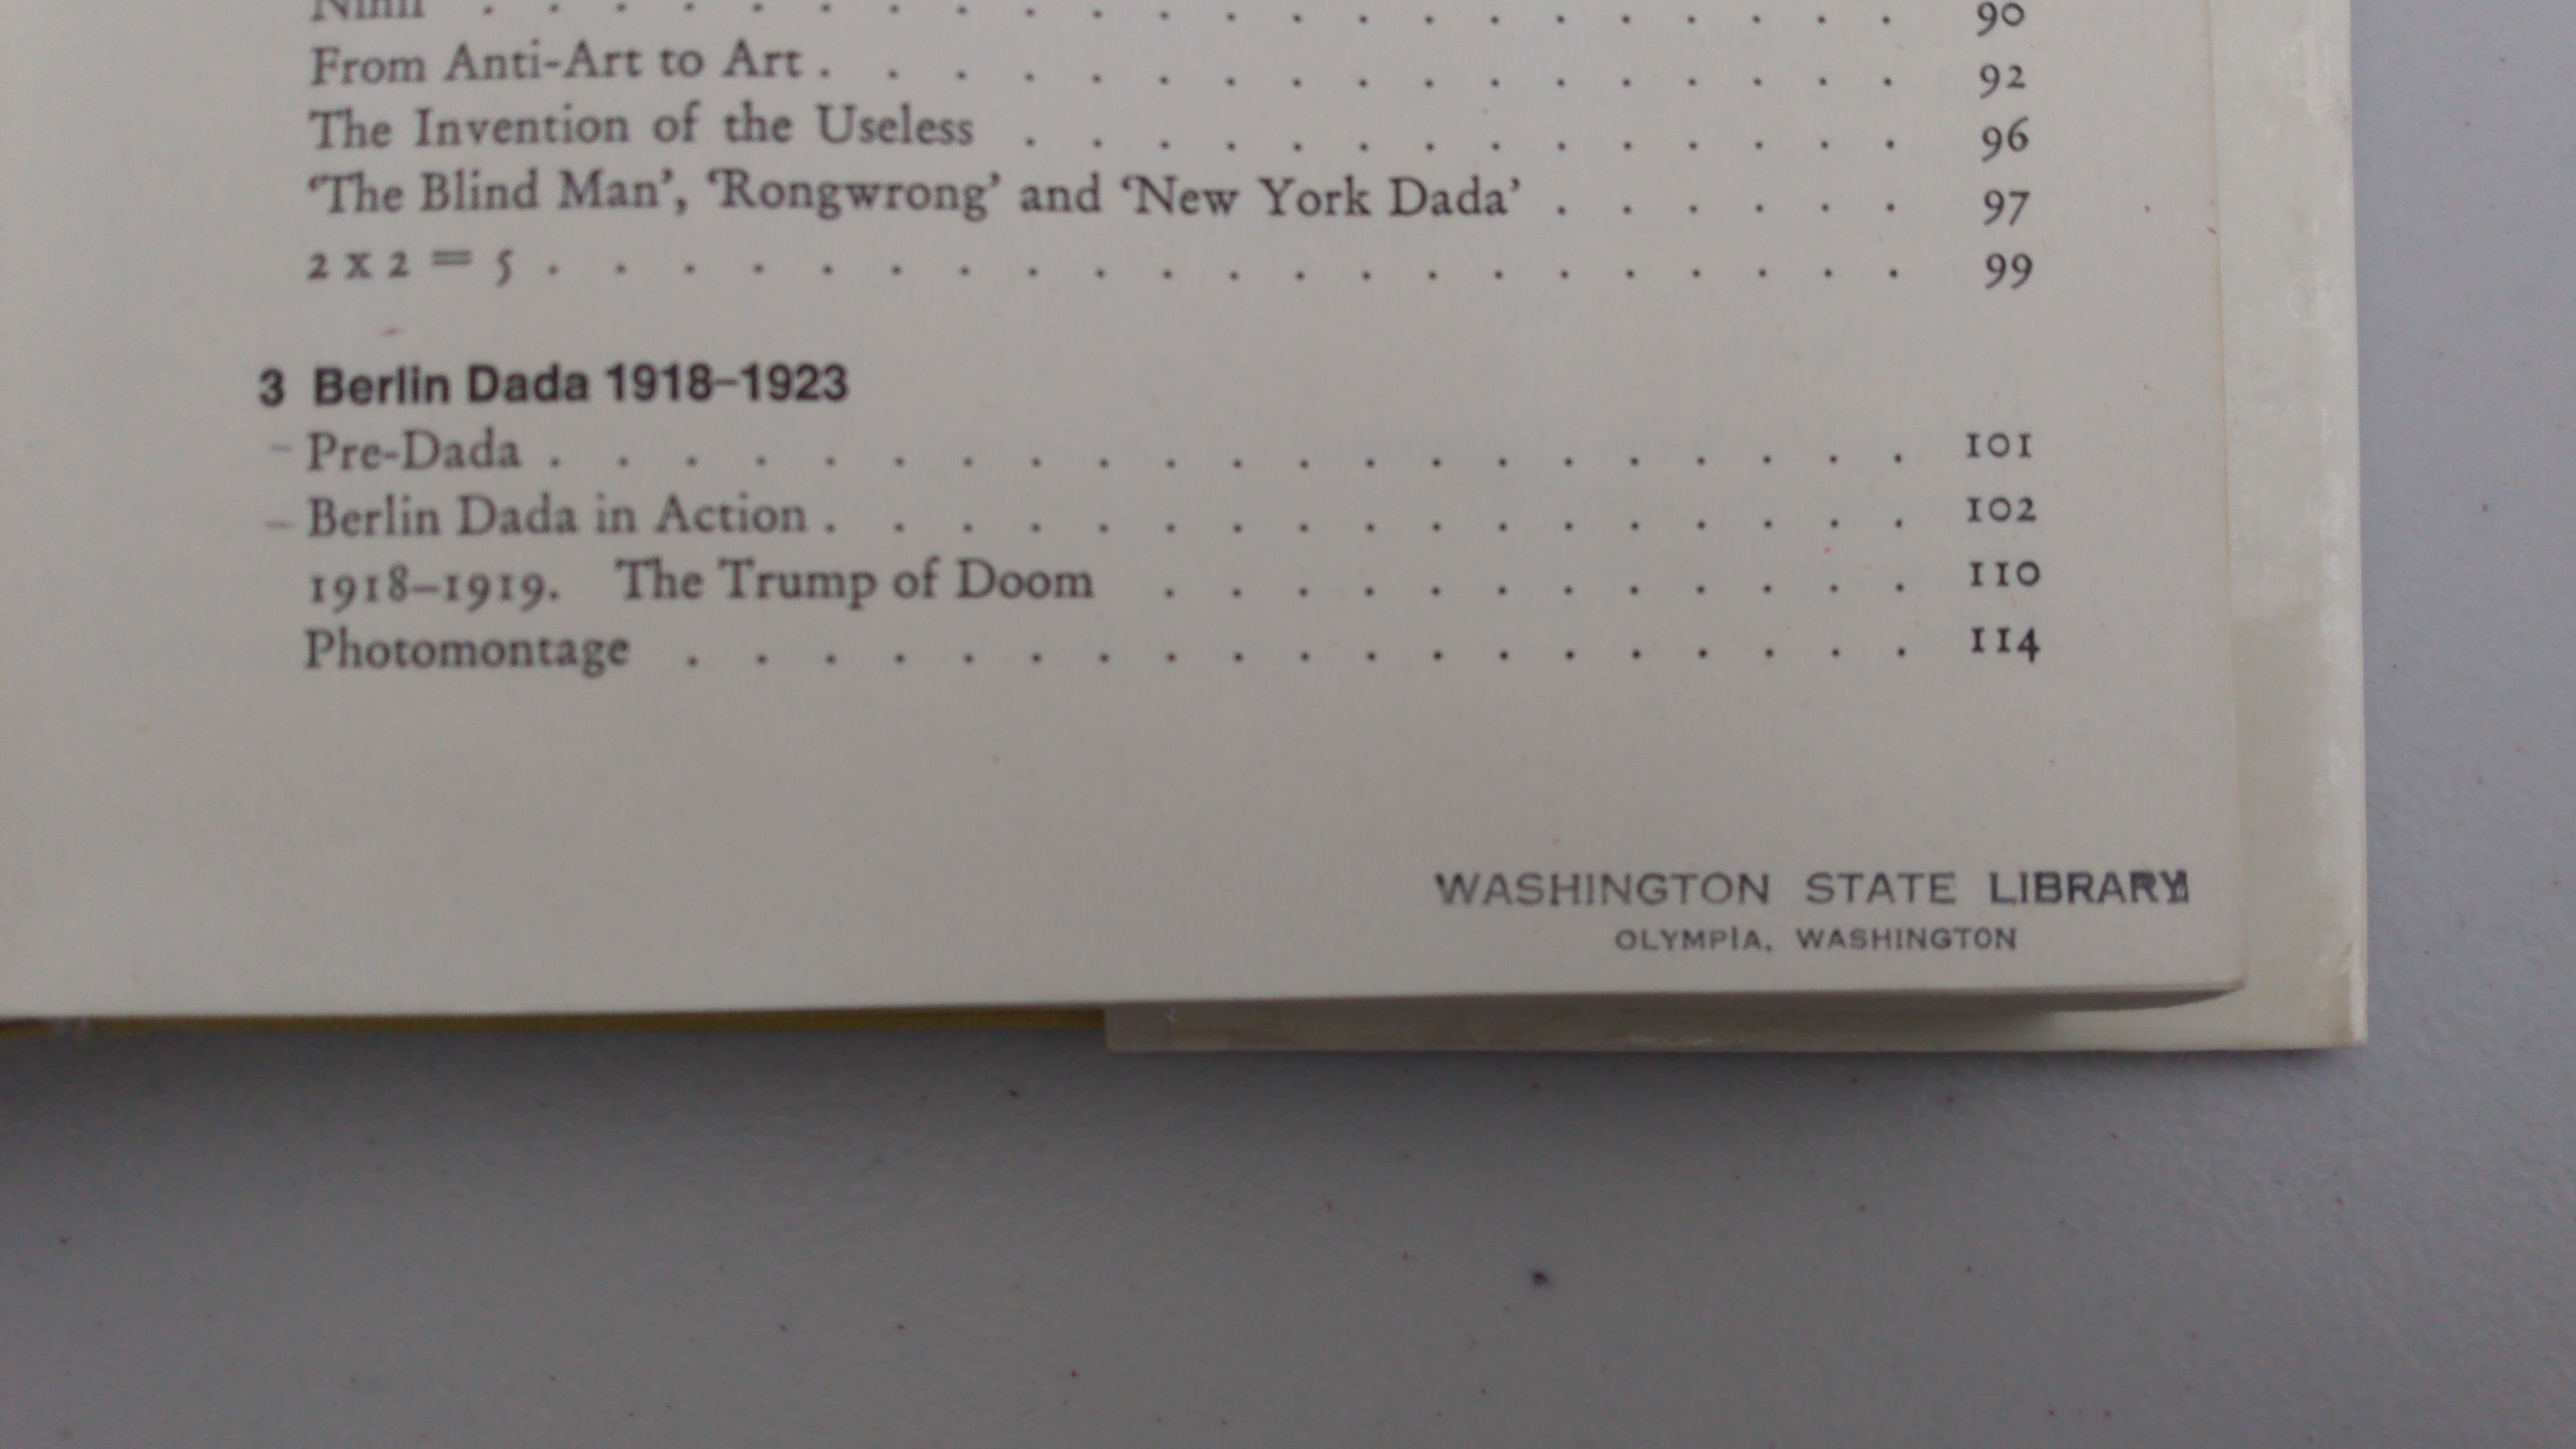 Nihil . . . . . . . . . . . . . . . . . . . . . . 90
From Anti-Art to Art . . . . . . . . . . . . . . . . . 92
The Invention of the Useless . . . . . . . . . . . . . . 96
‘The Blind Man’, ‘Rongwrong’ and ‘New York Dada’ . . . . . . 97
2 x 2 = 5 . . . . . . . . . . . . . . . . . . . . . 99
3 Berlin Dada 1918–1923
– Pre-Dada . . . . . . . . . . . . . . . . . . . . . 101
– Berlin Dada in Action . . . . . . . . . . . . . . . . . 102
1918–1919. The Trump of Doom . . . . . . . . . . . . 110
Photomontage . . . . . . . . . . . . . . . . . . . 114
WASHINGTON STATE LIBRARY
OLYMPIA, WASHINGTON